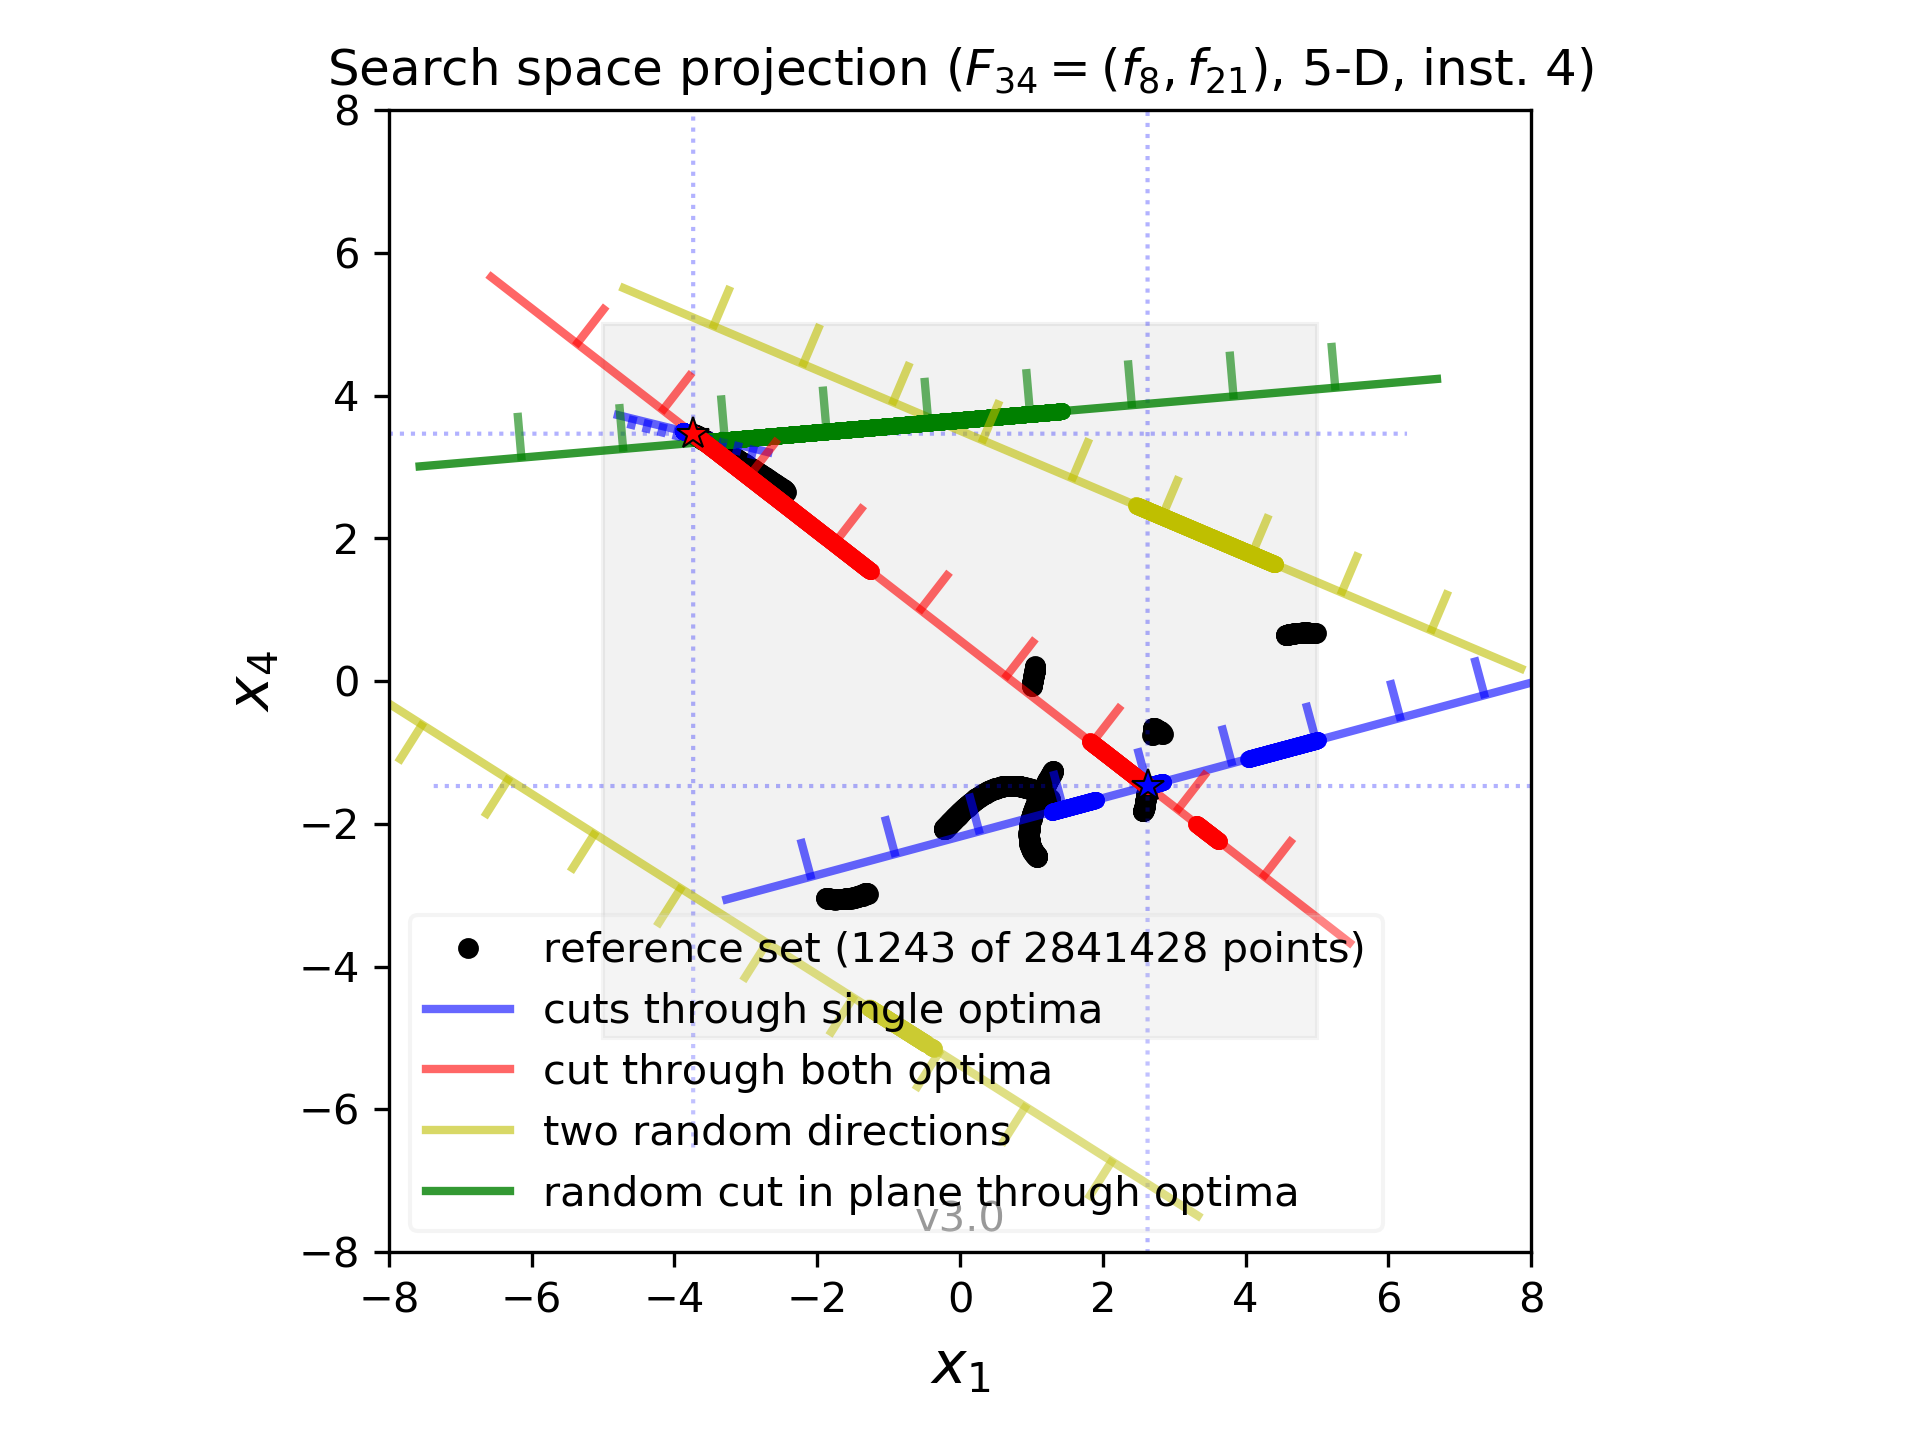 Search space projection (F₃₄ = (f₈, f₂₁), 5-D, inst. 4)
8
6
4
2
0
−2
−4
−6
−8
x₄
reference set (1243 of 2841428 points)
cuts through single optima
cut through both optima
two random directions
random cut in plane through optima
v3.0
−8 −6 −4 −2 0 2 4 6 8
x₁